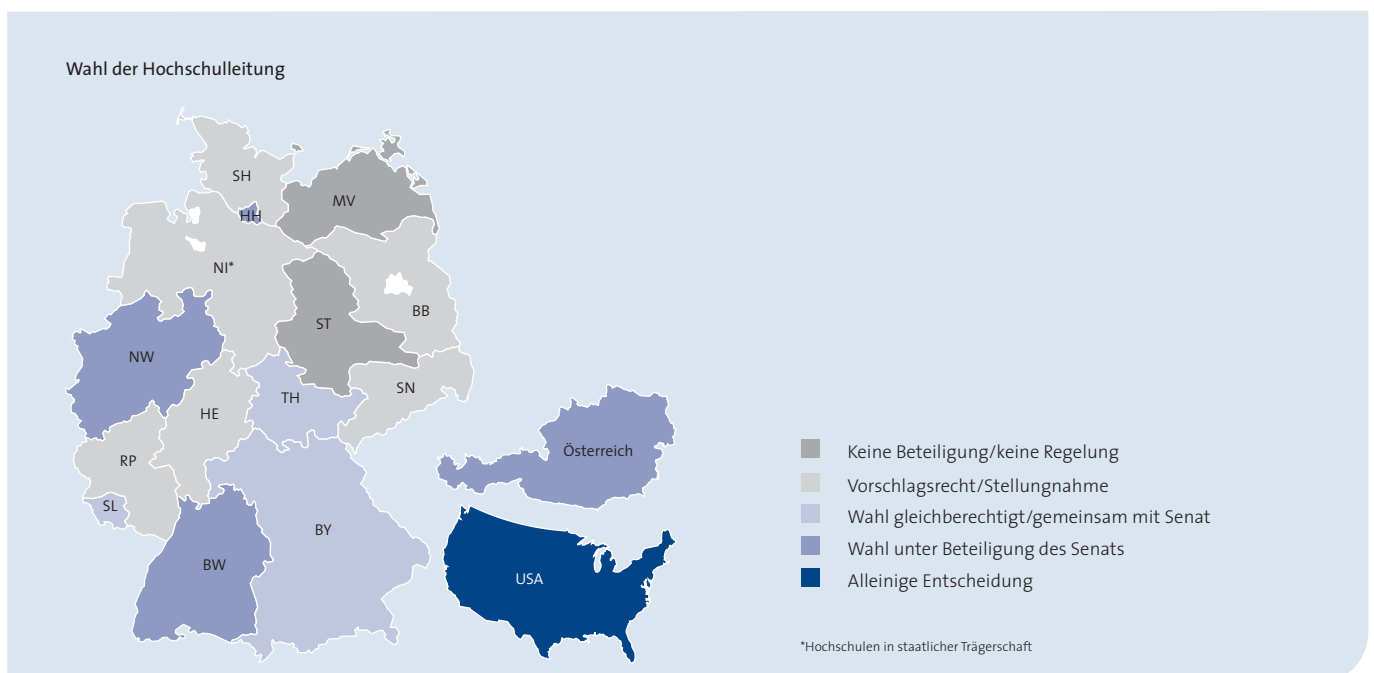 Wahl der Hochschulleitung
SH
MV
HH
NI*
BB
ST
NW
SN
TH
HE
Österreich
RP
SL
BY
BW
USA
Keine Beteiligung/keine Regelung
Vorschlagsrecht/Stellungnahme
Wahl gleichberechtigt/gemeinsam mit Senat
Wahl unter Beteiligung des Senats
Alleinige Entscheidung
*Hochschulen in staatlicher Trägerschaft